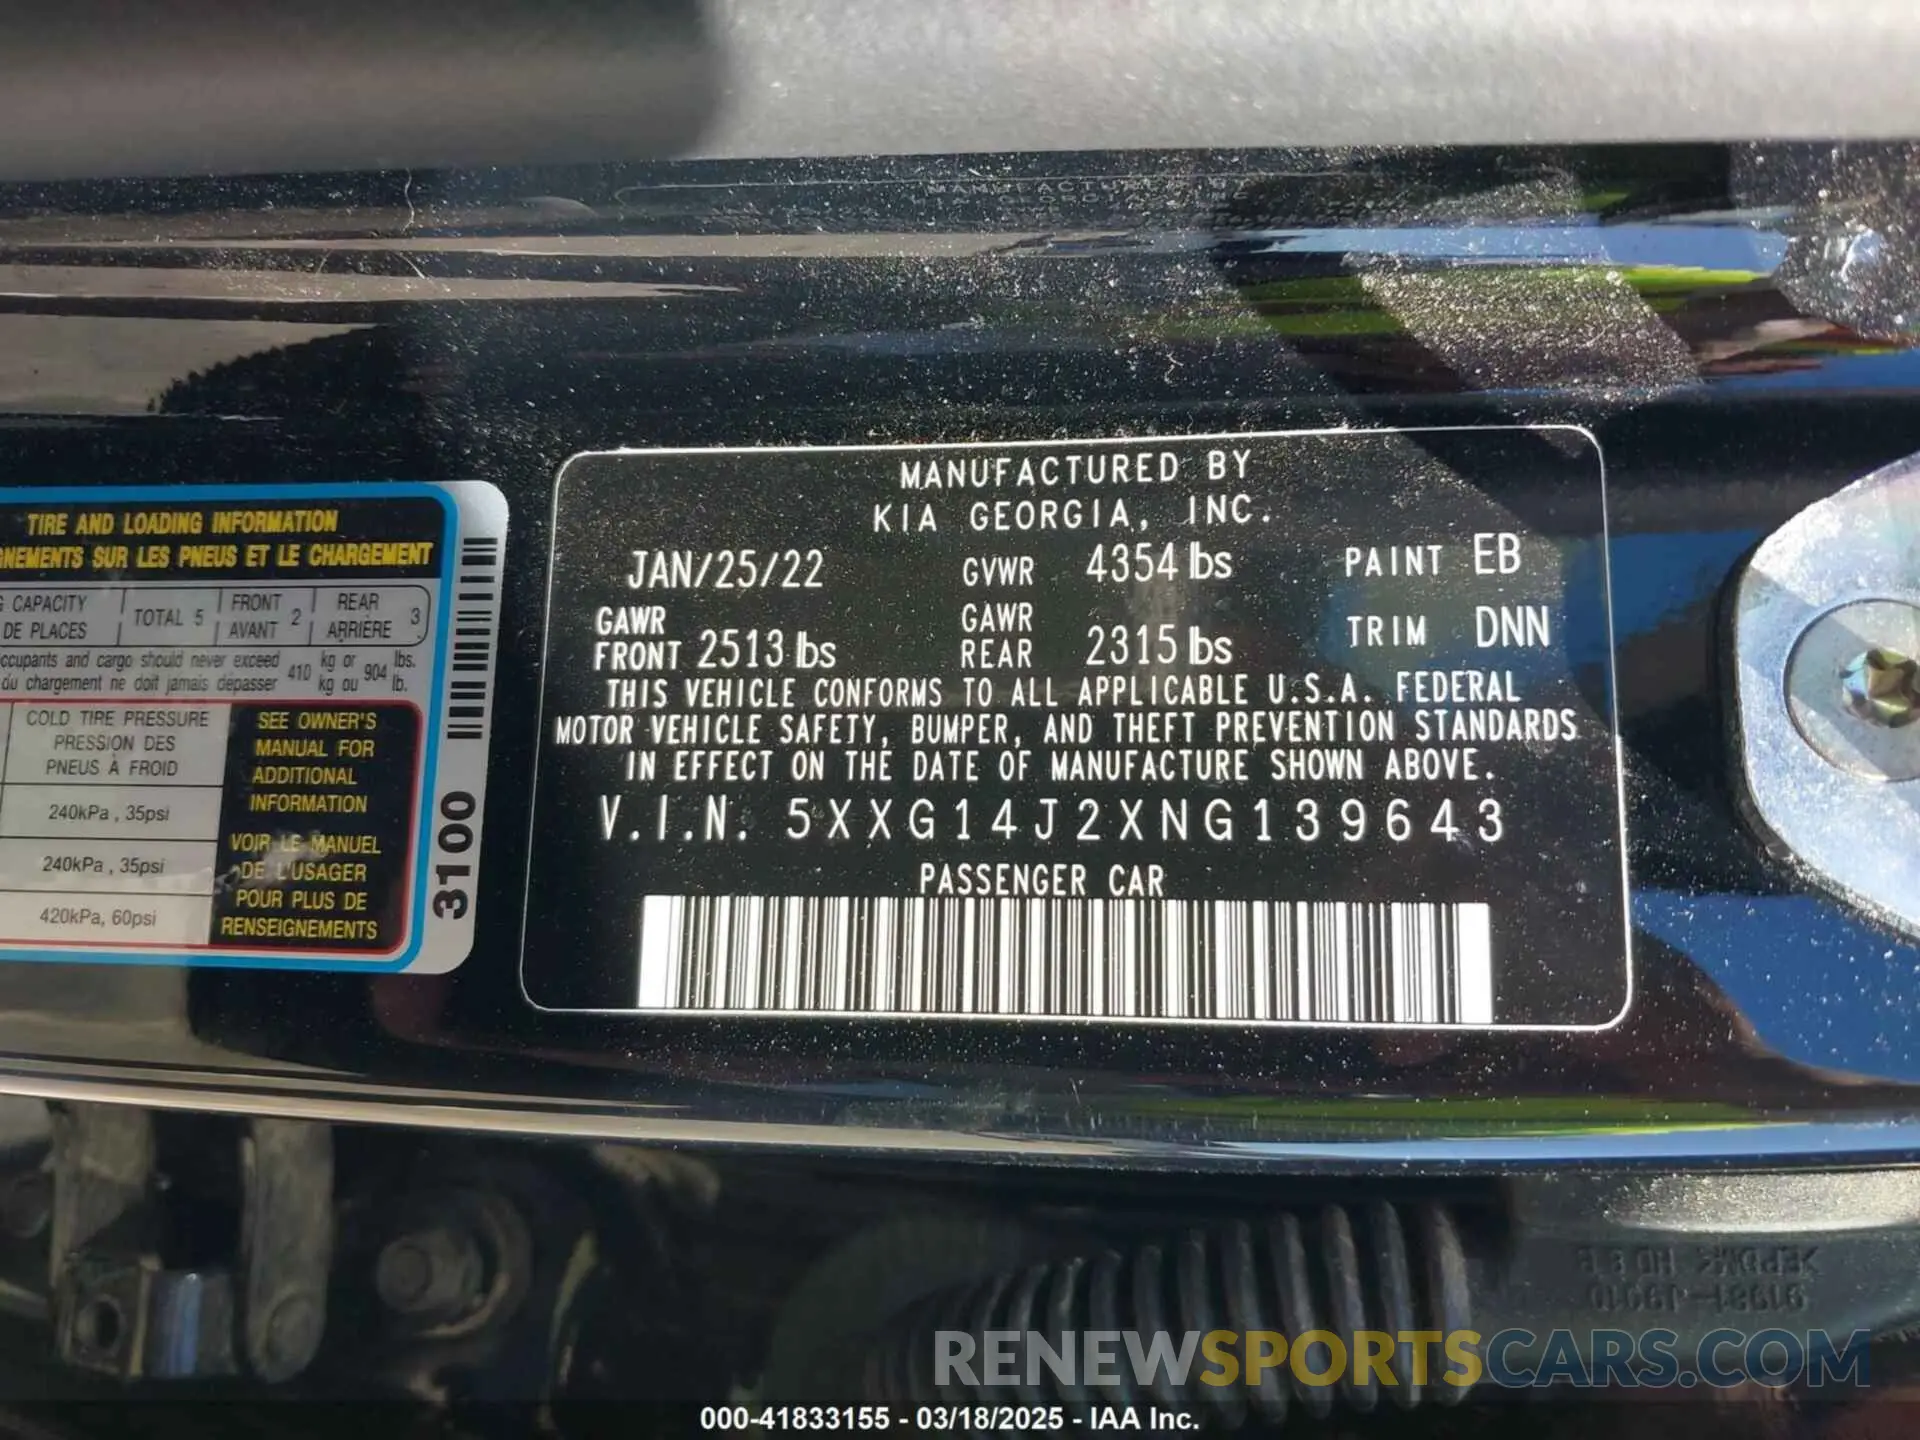 MANUFACTURED BY
KIA GEORGIA, INC.
JAN/25/22 GVWR 4354 lbs PAINT EB
GAWR FRONT 2513 lbs GAWR REAR 2315 lbs TRIM DNN
THIS VEHICLE CONFORMS TO ALL APPLICABLE U.S.A. FEDERAL
MOTOR VEHICLE SAFETY, BUMPER, AND THEFT PREVENTION STANDARDS
IN EFFECT ON THE DATE OF MANUFACTURE SHOWN ABOVE.
V.I.N. 5XXG14J2XNG139643
PASSENGER CAR
TIRE AND LOADING INFORMATION
SUR LES PNEUS ET LE CHARGEMENT
CAPACITY TOTAL 5 FRONT 2 REAR 3
DE PLACES AVANT ARRIÈRE
and cargo should never exceed 410 kg or 904 lbs.
du chargement ne doit jamais dépasser kg ou lb.
COLD TIRE PRESSURE
PRESSION DES
PNEUS À FROID
240kPa , 35psi
240kPa , 35psi
420kPa, 60psi
SEE OWNER'S
MANUAL FOR
ADDITIONAL
INFORMATION
VOIR LE MANUEL
DE L'USAGER
POUR PLUS DE
RENSEIGNEMENTS
3100
RENEWSPORTSCARS.COM
000-41833155 - 03/18/2025 - IAA Inc.